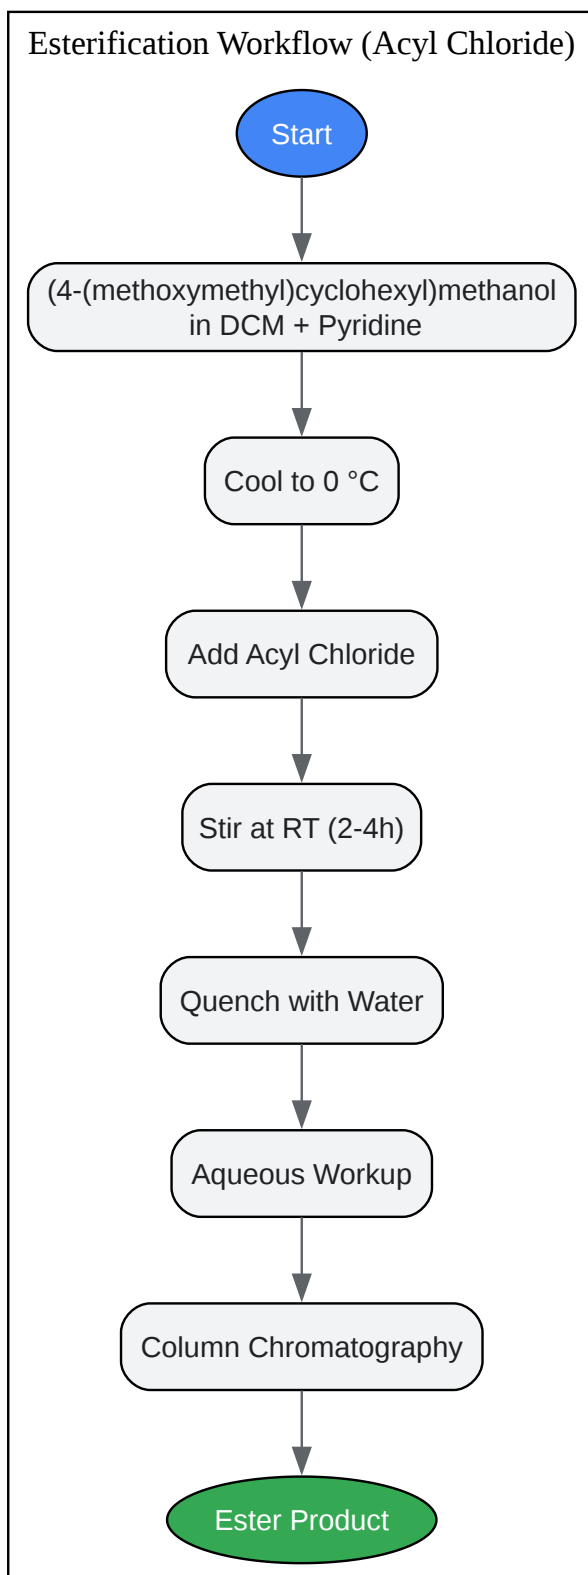 Esterification Workflow (Acyl Chloride)
Start
(4-(methoxymethyl)cyclohexyl)methanol
in DCM + Pyridine
Cool to 0 °C
Add Acyl Chloride
Stir at RT (2-4h)
Quench with Water
Aqueous Workup
Column Chromatography
Ester Product